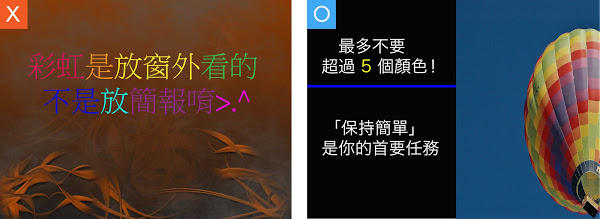 X
彩虹是放窗外看的
不是放簡報唷>.^
O
最多不要
超過 5 個顏色！
「保持簡單」
是你的首要任務